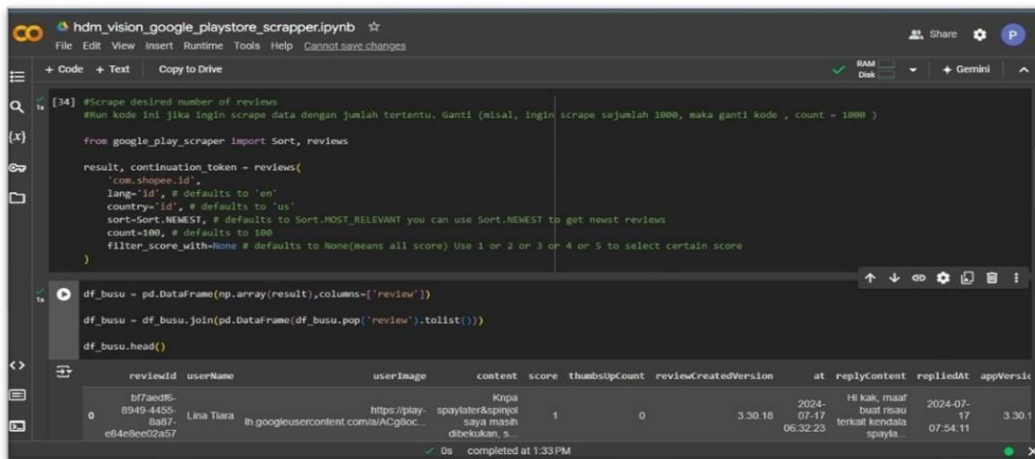 hdm_vision_google_playstore_scrapper.ipynb
File Edit View Insert Runtime Tools Help Cannot save changes
Share
P
+ Code + Text Copy to Drive
RAM
Disk
Gemini
[34] #Scrape desired number of reviews
1s
#Run kode ini jika ingin scrape data dengan jumlah tertentu. Ganti (misal, ingin scrape sejumlah 1000, maka ganti kode , count = 1000 )
{x}
from google_play_scraper import Sort, reviews
result, continuation_token = reviews(
'com.shopee.id',
lang='id', # defaults to 'en'
country='id', # defaults to 'us'
sort=Sort.NEWEST, # defaults to Sort.MOST_RELEVANT you can use Sort.NEWEST to get newst reviews
count=100, # defaults to 100
filter_score_with=None # defaults to None(means all score) Use 1 or 2 or 3 or 4 or 5 to select certain score
)
1s
df_busu = pd.DataFrame(np.array(result),columns=['review'])
df_busu = df_busu.join(pd.DataFrame(df_busu.pop('review').tolist()))
df_busu.head()
reviewId userName userImage content score thumbsUpCount reviewCreatedVersion at replyContent repliedAt appVersic
0
bf7aedf6-
8949-4455-
8a87-
e84e8ee02a57
Lina Tiara
https://play-
lh.googleusercontent.com/a/ACg8oc...
Knpa
spaylater&spinjol
saya masih
dibekukan, s...
1
0
3.30.18
2024-
07-17
06:32:23
Hi kak, maaf
buat risau
terkait kendala
spayla...
2024-07-
17
07:54:11
3.30.1
0s completed at 1:33 PM